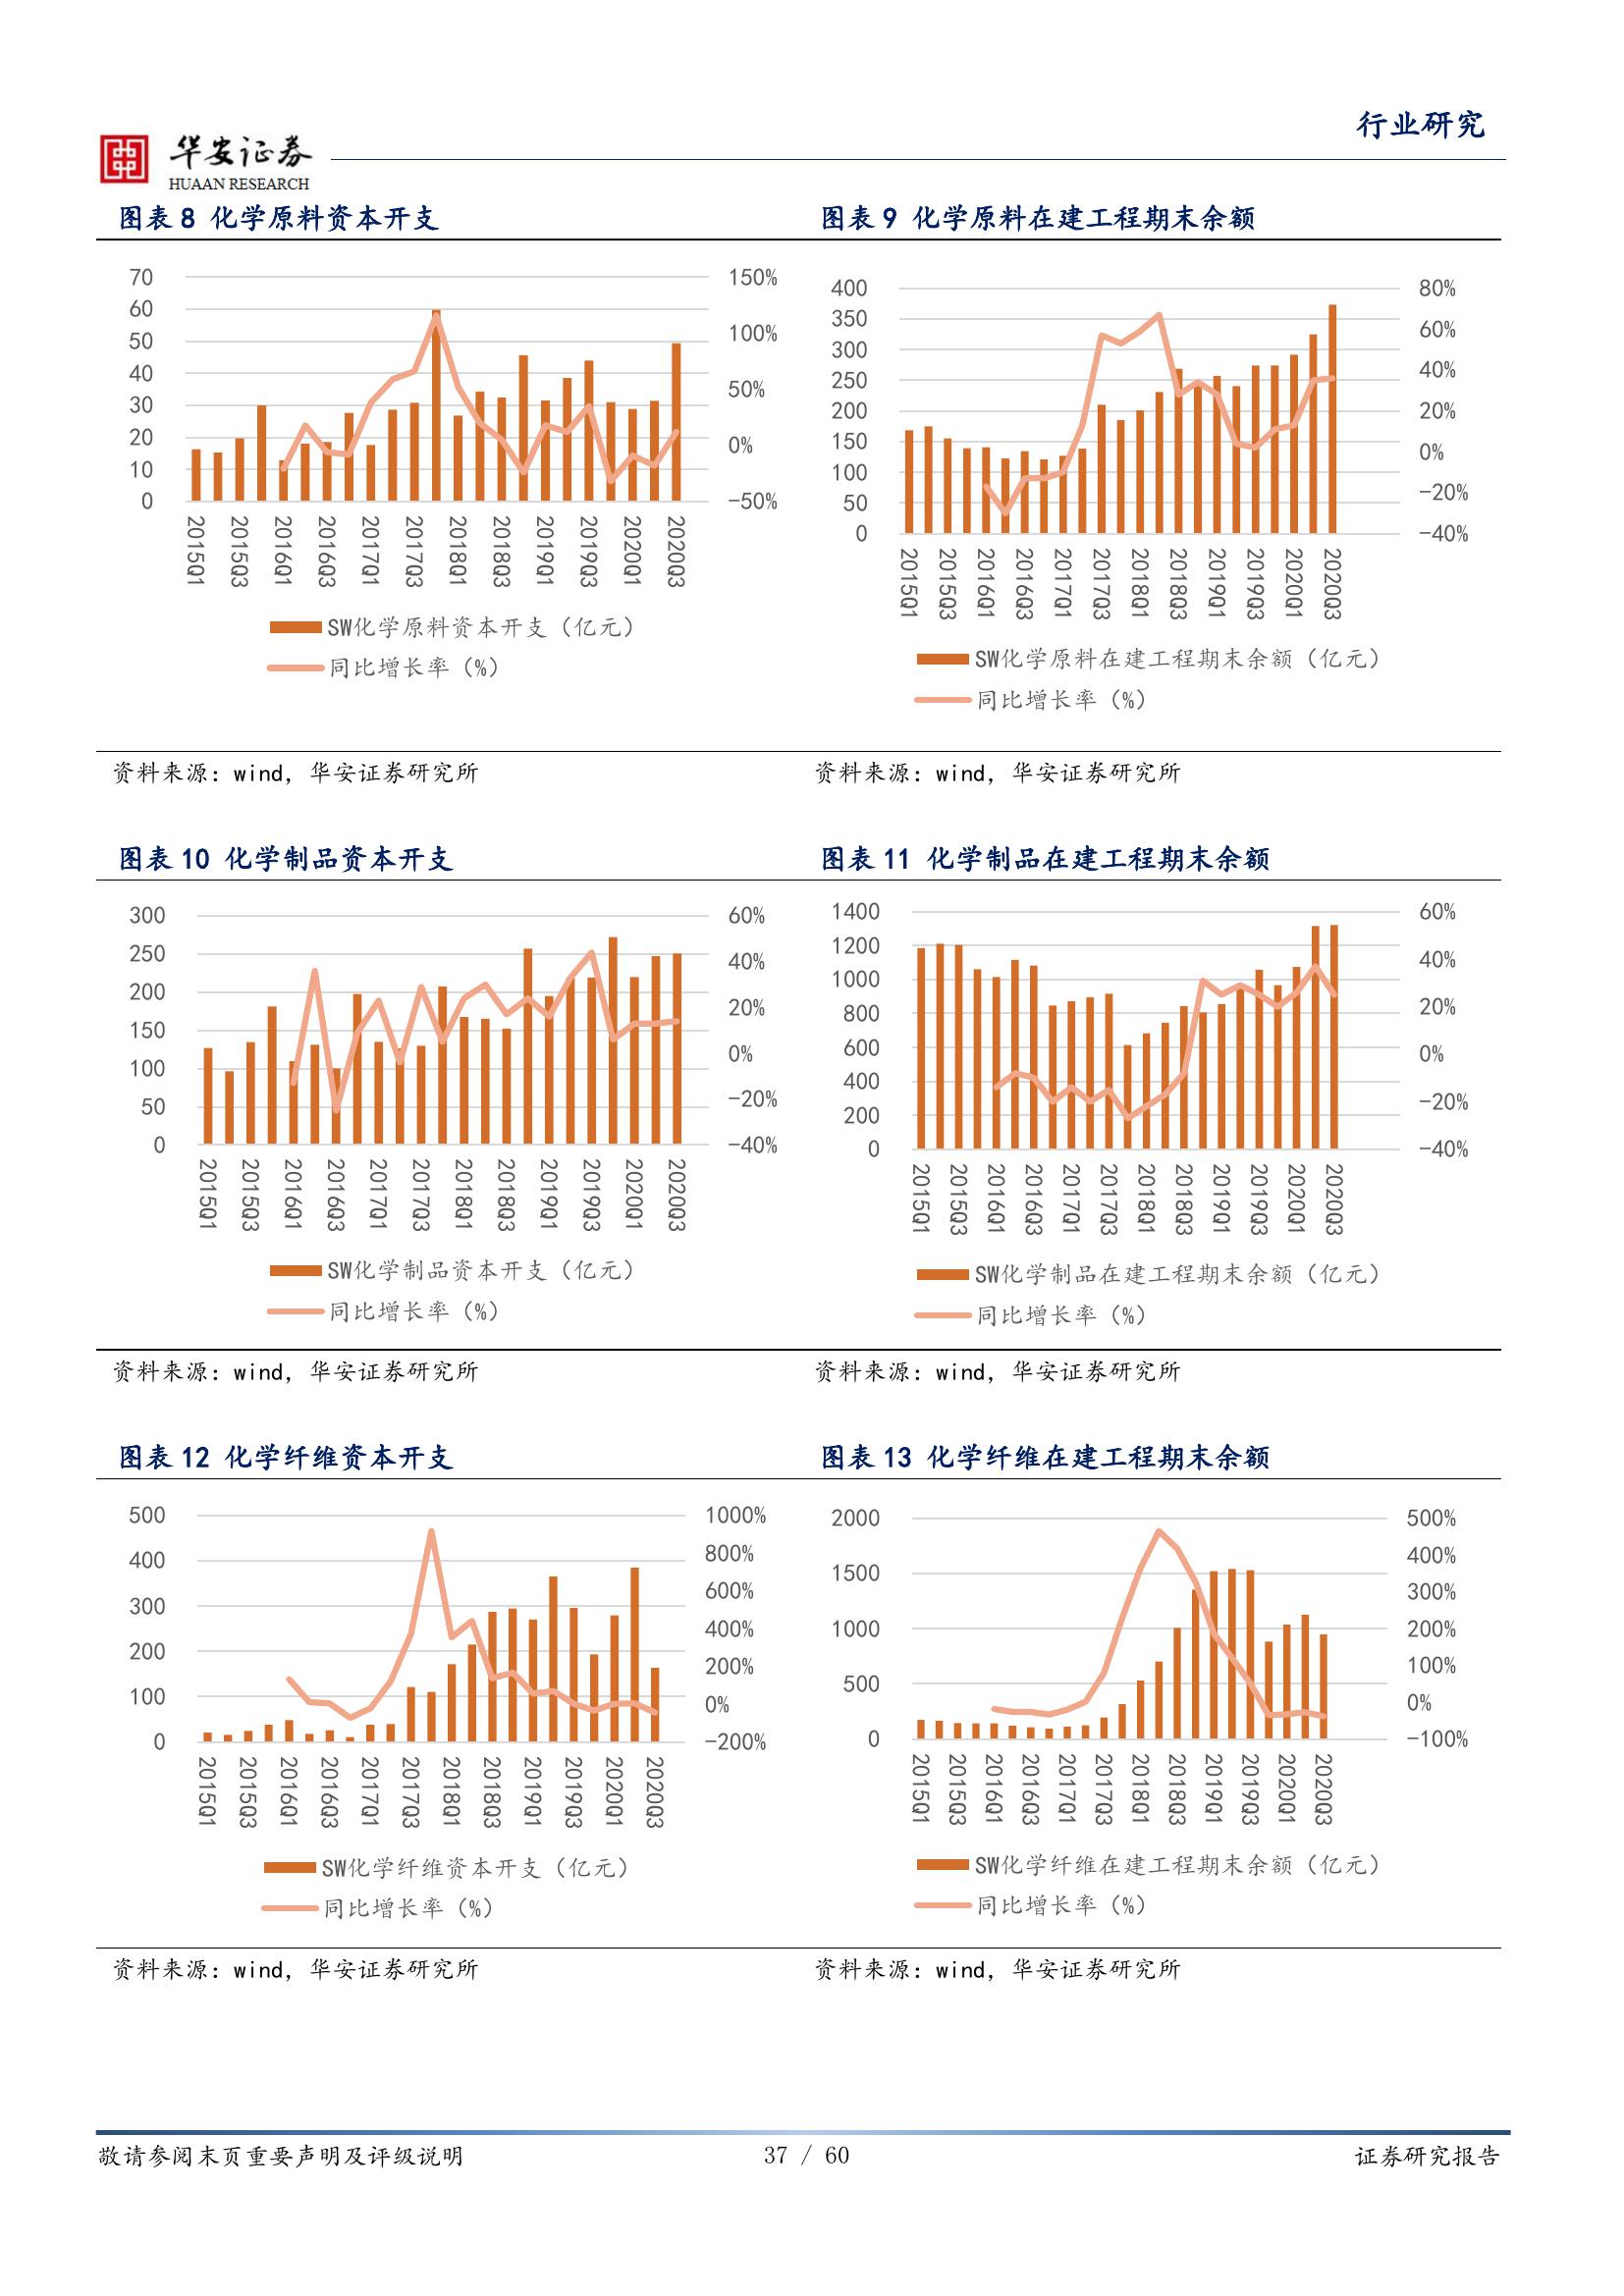 行业研究
华安证券
HUAAN RESEARCH
图表 8 化学原料资本开支
70
60
50
40
30
20
10
0
150%
100%
50%
0%
-50%
2015Q1
2015Q3
2016Q1
2016Q3
2017Q1
2017Q3
2018Q1
2018Q3
2019Q1
2019Q3
2020Q1
2020Q3
SW化学原料资本开支（亿元）
同比增长率（%）
图表 9 化学原料在建工程期末余额
400
350
300
250
200
150
100
50
0
80%
60%
40%
20%
0%
-20%
-40%
2015Q1
2015Q3
2016Q1
2016Q3
2017Q1
2017Q3
2018Q1
2018Q3
2019Q1
2019Q3
2020Q1
2020Q3
SW化学原料在建工程期末余额（亿元）
同比增长率（%）
资料来源：wind，华安证券研究所
资料来源：wind，华安证券研究所
图表 10 化学制品资本开支
300
250
200
150
100
50
0
60%
40%
20%
0%
-20%
-40%
2015Q1
2015Q3
2016Q1
2016Q3
2017Q1
2017Q3
2018Q1
2018Q3
2019Q1
2019Q3
2020Q1
2020Q3
SW化学制品资本开支（亿元）
同比增长率（%）
图表 11 化学制品在建工程期末余额
1400
1200
1000
800
600
400
200
0
60%
40%
20%
0%
-20%
-40%
2015Q1
2015Q3
2016Q1
2016Q3
2017Q1
2017Q3
2018Q1
2018Q3
2019Q1
2019Q3
2020Q1
2020Q3
SW化学制品在建工程期末余额（亿元）
同比增长率（%）
资料来源：wind，华安证券研究所
资料来源：wind，华安证券研究所
图表 12 化学纤维资本开支
500
400
300
200
100
0
1000%
800%
600%
400%
200%
0%
-200%
2015Q1
2015Q3
2016Q1
2016Q3
2017Q1
2017Q3
2018Q1
2018Q3
2019Q1
2019Q3
2020Q1
2020Q3
SW化学纤维资本开支（亿元）
同比增长率（%）
图表 13 化学纤维在建工程期末余额
2000
1500
1000
500
0
500%
400%
300%
200%
100%
0%
-100%
2015Q1
2015Q3
2016Q1
2016Q3
2017Q1
2017Q3
2018Q1
2018Q3
2019Q1
2019Q3
2020Q1
2020Q3
SW化学纤维在建工程期末余额（亿元）
同比增长率（%）
资料来源：wind，华安证券研究所
资料来源：wind，华安证券研究所
敬请参阅末页重要声明及评级说明
37 / 60
证券研究报告